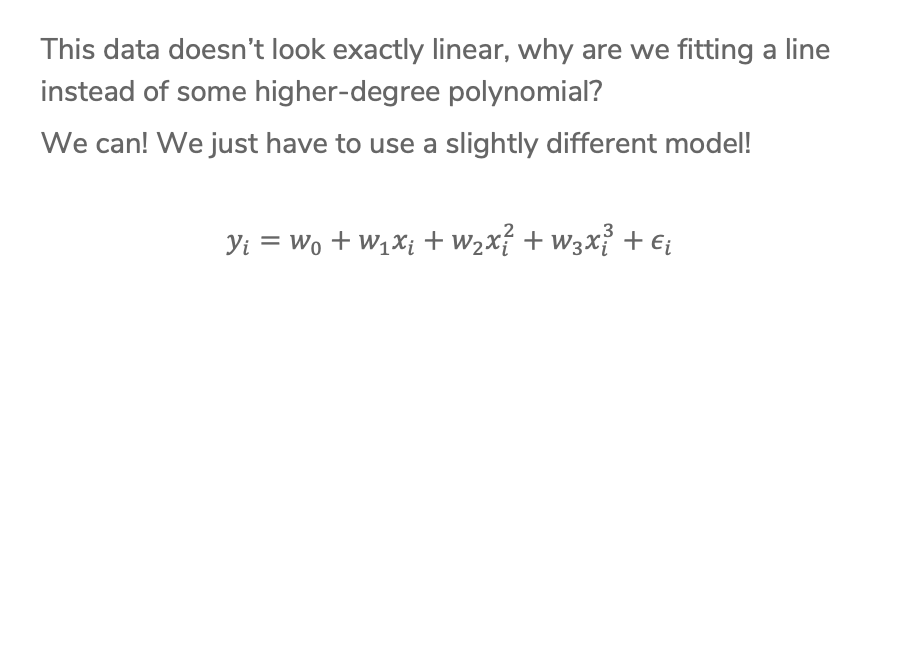 This data doesn’t look exactly linear, why are we fitting a line
instead of some higher-degree polynomial?
We can! We just have to use a slightly different model!
𝑦ᵢ = 𝑤₀ + 𝑤₁𝑥ᵢ + 𝑤₂𝑥ᵢ² + 𝑤₃𝑥ᵢ³ + 𝜖ᵢ